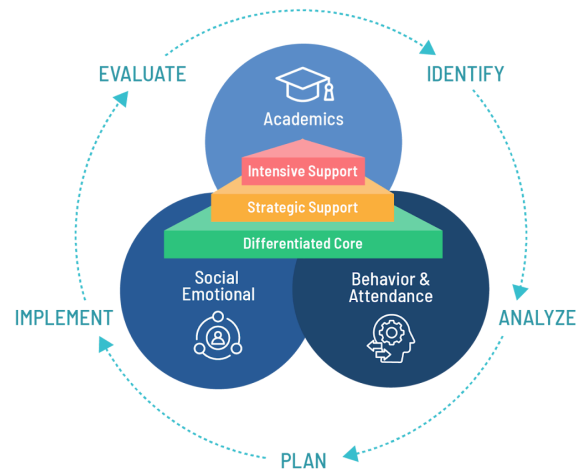 EVALUATE
IDENTIFY
Academics
Intensive Support
Strategic Support
Differentiated Core
Social
Emotional
Behavior &
Attendance
IMPLEMENT
ANALYZE
PLAN